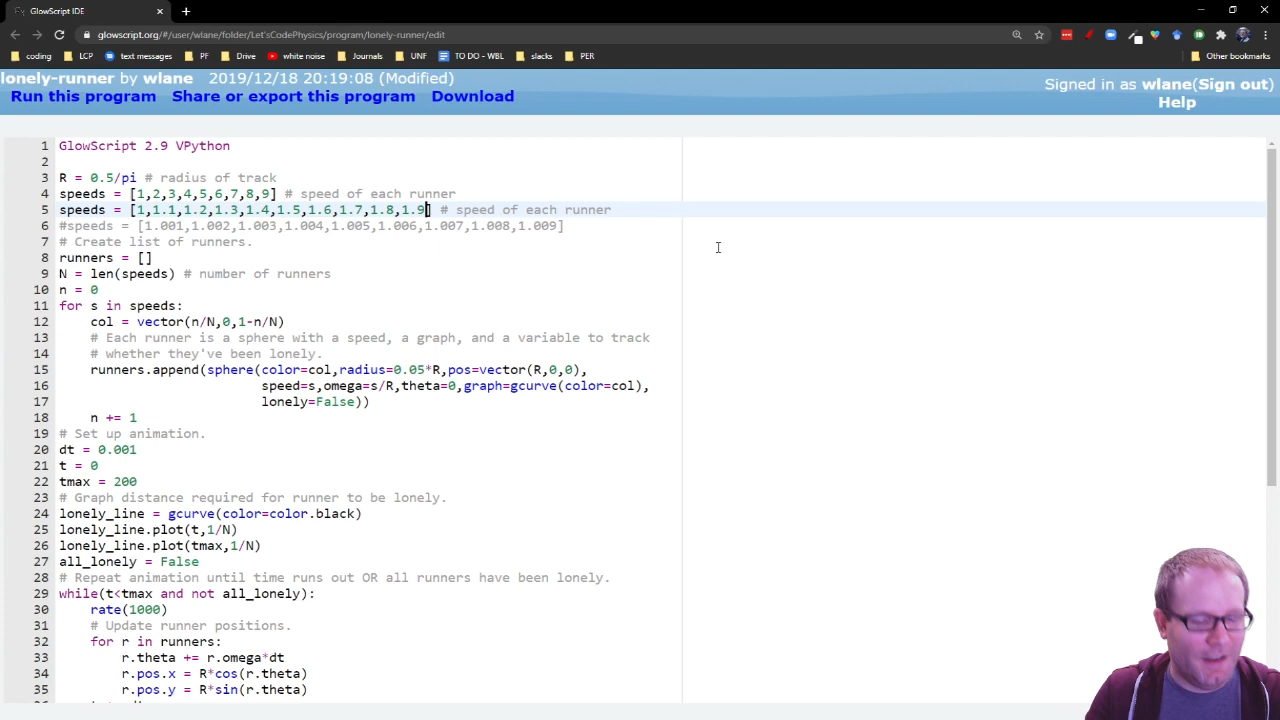 GlowScript IDE
glowscript.org/#/user/wlane/folder/Let'sCodePhysics/program/lonely-runner/edit
coding LCP text messages PF Drive white noise Journals UNF TO DO - WBL slacks PER Other bookmarks
lonely-runner by wlane 2019/12/18 20:19:08 (Modified)
Signed in as wlane(Sign out)
Run this program Share or export this program Download
Help
1 GlowScript 2.9 VPython
2
3 R = 0.5/pi # radius of track
4 speeds = [1,2,3,4,5,6,7,8,9] # speed of each runner
5 speeds = [1,1.1,1.2,1.3,1.4,1.5,1.6,1.7,1.8,1.9] # speed of each runner
6 #speeds = [1.001,1.002,1.003,1.004,1.005,1.006,1.007,1.008,1.009]
7 # Create list of runners.
8 runners = []
9 N = len(speeds) # number of runners
10 n = 0
11 for s in speeds:
12 col = vector(n/N,0,1-n/N)
13 # Each runner is a sphere with a speed, a graph, and a variable to track
14 # whether they've been lonely.
15 runners.append(sphere(color=col,radius=0.05*R,pos=vector(R,0,0),
16 speed=s,omega=s/R,theta=0,graph=gcurve(color=col),
17 lonely=False))
18 n += 1
19 # Set up animation.
20 dt = 0.001
21 t = 0
22 tmax = 200
23 # Graph distance required for runner to be lonely.
24 lonely_line = gcurve(color=color.black)
25 lonely_line.plot(t,1/N)
26 lonely_line.plot(tmax,1/N)
27 all_lonely = False
28 # Repeat animation until time runs out OR all runners have been lonely.
29 while(t<tmax and not all_lonely):
30 rate(1000)
31 # Update runner positions.
32 for r in runners:
33 r.theta += r.omega*dt
34 r.pos.x = R*cos(r.theta)
35 r.pos.y = R*sin(r.theta)